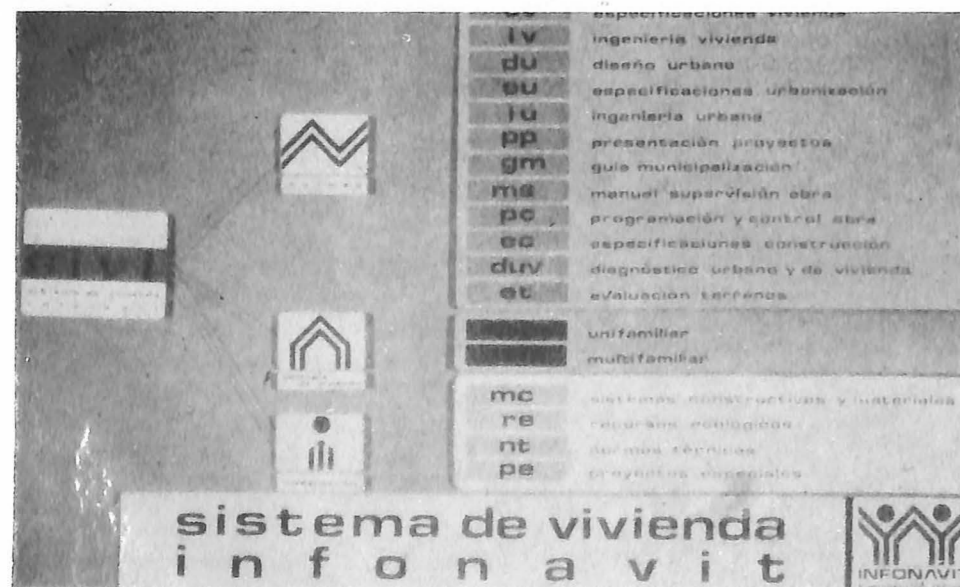 especificaciones vivienda
iv ingeniería vivienda
du diseño urbano
eu especificaciones urbanización
iu ingeniería urbana
pp presentación proyectos
gm guía municipalización
ms manual supervisión obra
pc programación y control obra
ec especificaciones construcción
duv diagnóstico urbano y de vivienda
et evaluación terrenos
unifamiliar
multifamiliar
mc sistemas constructivos y materiales
re recursos ecológicos
nt normas técnicas
pe proyectos especiales
sivi
sistema de vivienda
infonavit
INFONAVIT